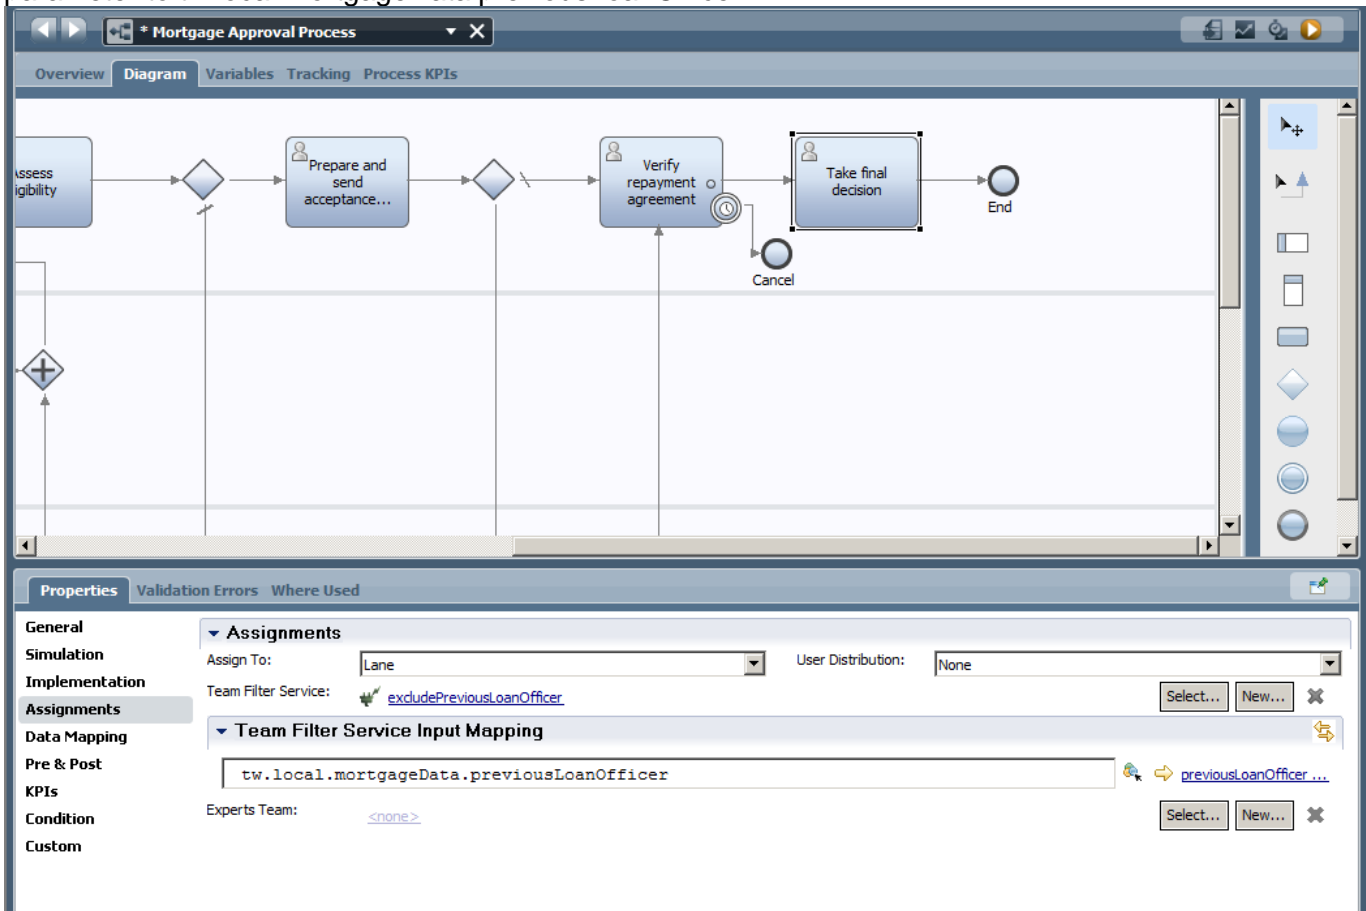 * Mortgage Approval Process
Overview Diagram Variables Tracking Process KPIs
Assess
Prepare and
send
acceptance...
Verify
repayment
agreement
Take final
decision
End
Cancel
Properties Validation Errors Where Used
General
Simulation
Implementation
Assignments
Data Mapping
Pre & Post
KPIs
Condition
Custom
Assignments
Assign To: Lane User Distribution: None
Team Filter Service: excludePreviousLoanOfficer Select... New...
Team Filter Service Input Mapping
tw.local.mortgageData.previousLoanOfficer previousLoanOfficer ...
Experts Team: <none> Select... New...